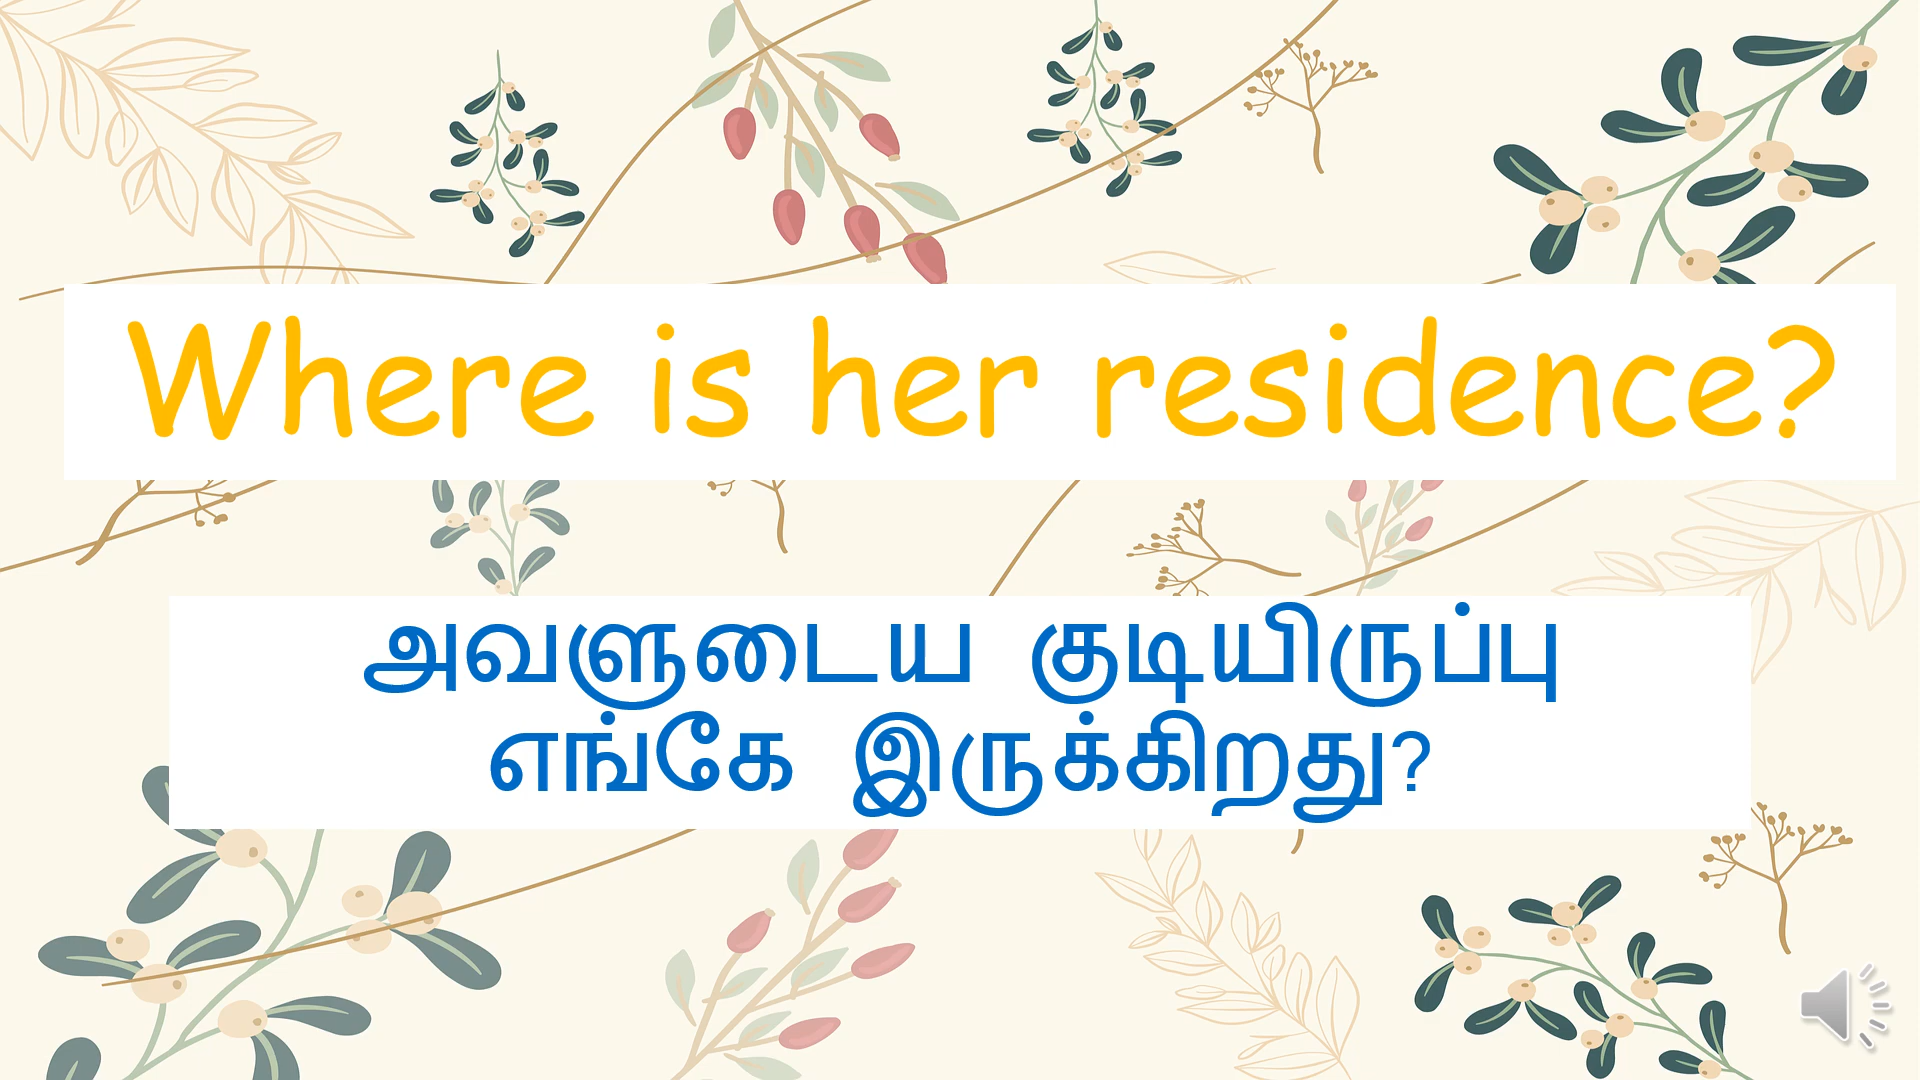 Where is her residence?
அவளுடைய குடியிருப்பு
எங்கே இருக்கிறது?